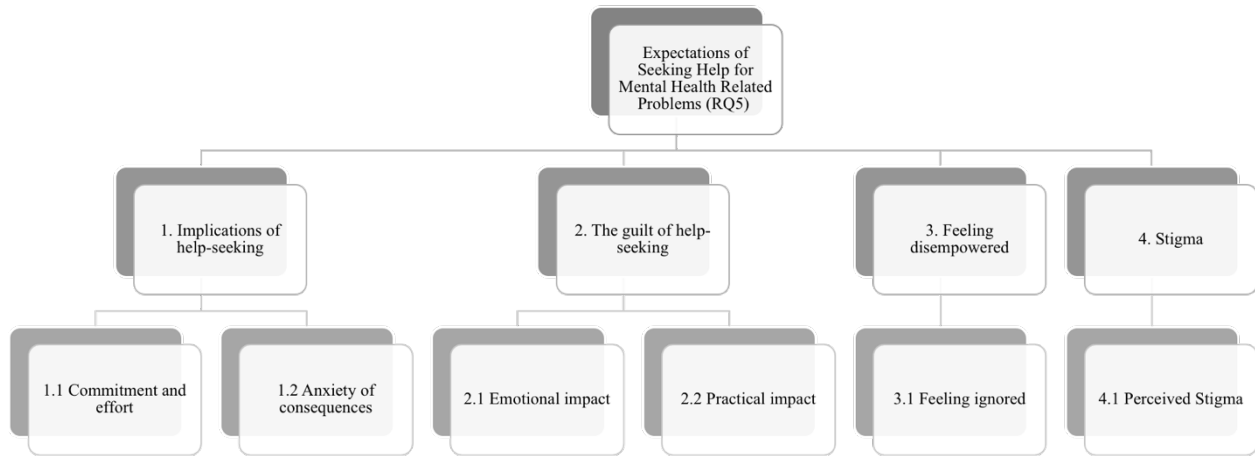 Expectations of
Seeking Help for
Mental Health Related
Problems (RQ5)
1. Implications of
help-seeking
2. The guilt of help-
seeking
3. Feeling
disempowered
4. Stigma
1.1 Commitment and
effort
1.2 Anxiety of
consequences
2.1 Emotional impact
2.2 Practical impact
3.1 Feeling ignored
4.1 Perceived Stigma